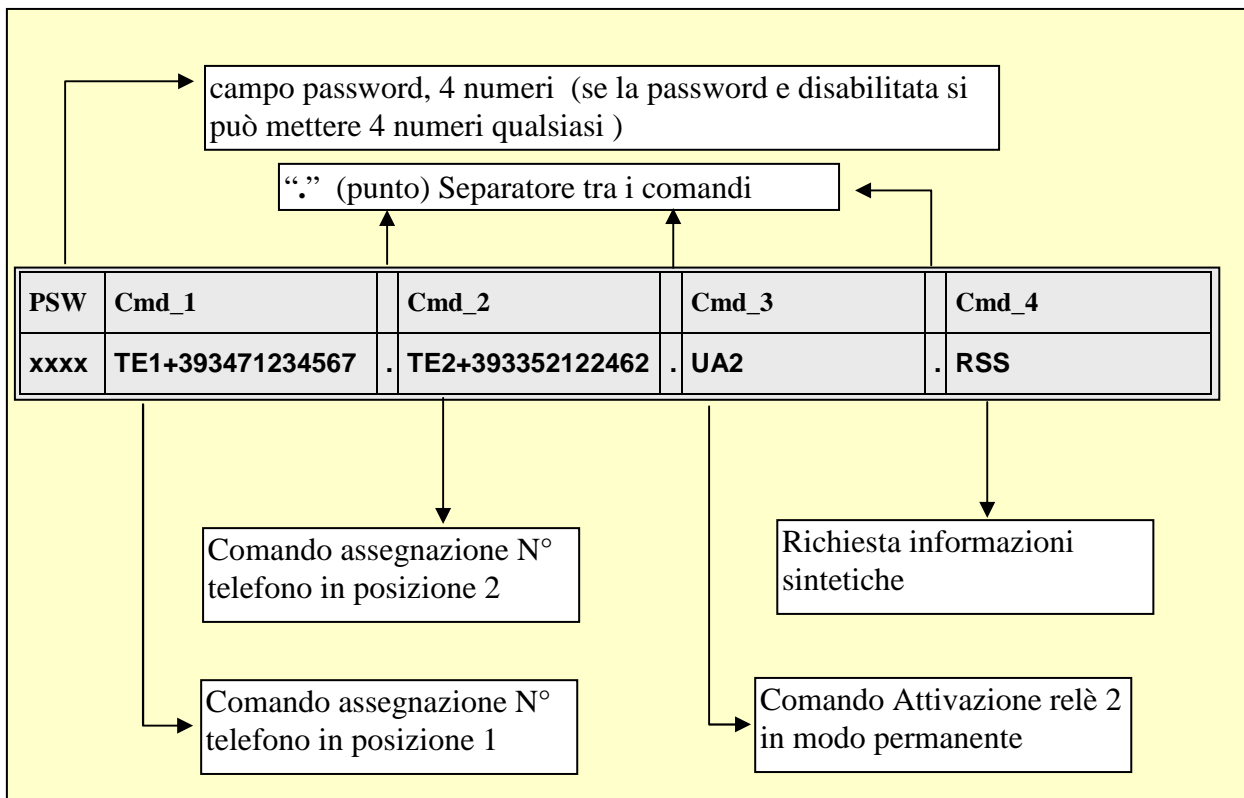 campo password, 4 numeri (se la password e disabilitata si
può mettere 4 numeri qualsiasi )
“.” (punto) Separatore tra i comandi
PSW Cmd_1 Cmd_2 Cmd_3 Cmd_4
xxxx TE1+393471234567 . TE2+393352122462 . UA2 . RSS
Comando assegnazione N°
telefono in posizione 2
Richiesta informazioni
sintetiche
Comando assegnazione N°
telefono in posizione 1
Comando Attivazione relè 2
in modo permanente